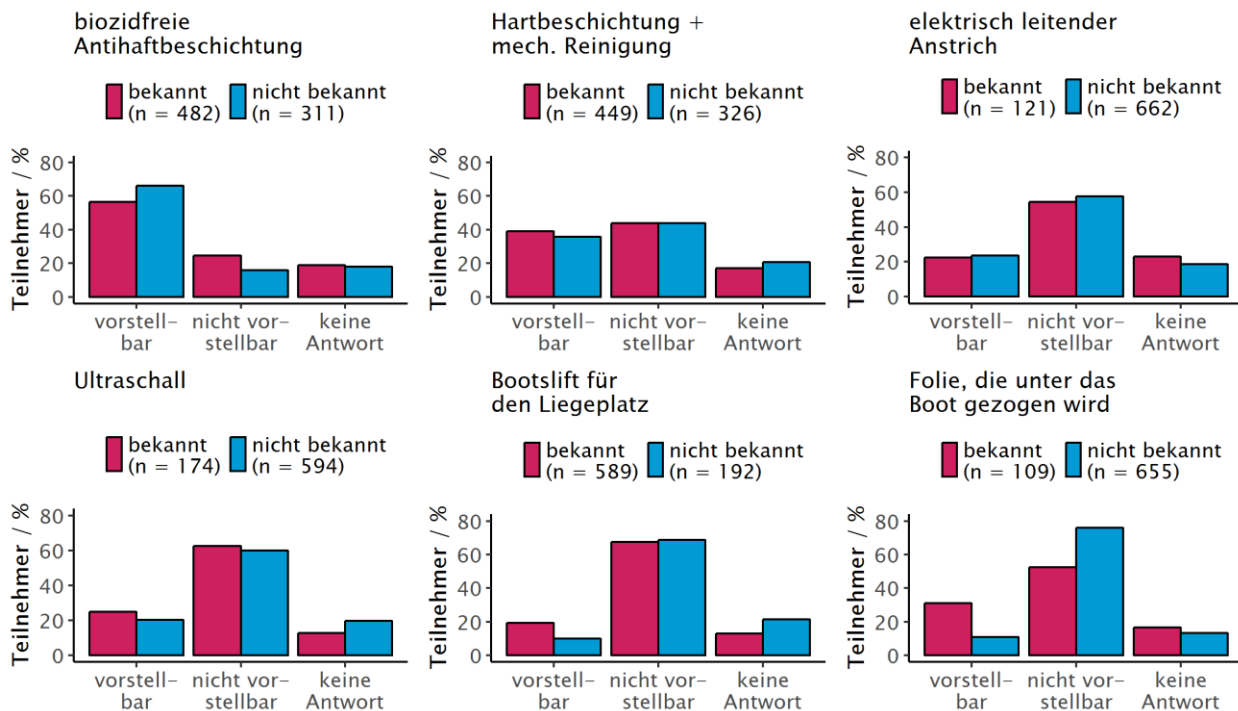 biozidfreie
Antihaftbeschichtung
bekannt
(n = 482)
nicht bekannt
(n = 311)
Teilnehmer / %
80
60
40
20
0
vorstell-
bar
nicht vor-
stellbar
keine
Antwort
Hartbeschichtung +
mech. Reinigung
bekannt
(n = 449)
nicht bekannt
(n = 326)
Teilnehmer / %
80
60
40
20
0
vorstell-
bar
nicht vor-
stellbar
keine
Antwort
elektrisch leitender
Anstrich
bekannt
(n = 121)
nicht bekannt
(n = 662)
Teilnehmer / %
80
60
40
20
0
vorstell-
bar
nicht vor-
stellbar
keine
Antwort
Ultraschall
bekannt
(n = 174)
nicht bekannt
(n = 594)
Teilnehmer / %
80
60
40
20
0
vorstell-
bar
nicht vor-
stellbar
keine
Antwort
Bootslift für
den Liegeplatz
bekannt
(n = 589)
nicht bekannt
(n = 192)
Teilnehmer / %
80
60
40
20
0
vorstell-
bar
nicht vor-
stellbar
keine
Antwort
Folie, die unter das
Boot gezogen wird
bekannt
(n = 109)
nicht bekannt
(n = 655)
Teilnehmer / %
80
60
40
20
0
vorstell-
bar
nicht vor-
stellbar
keine
Antwort